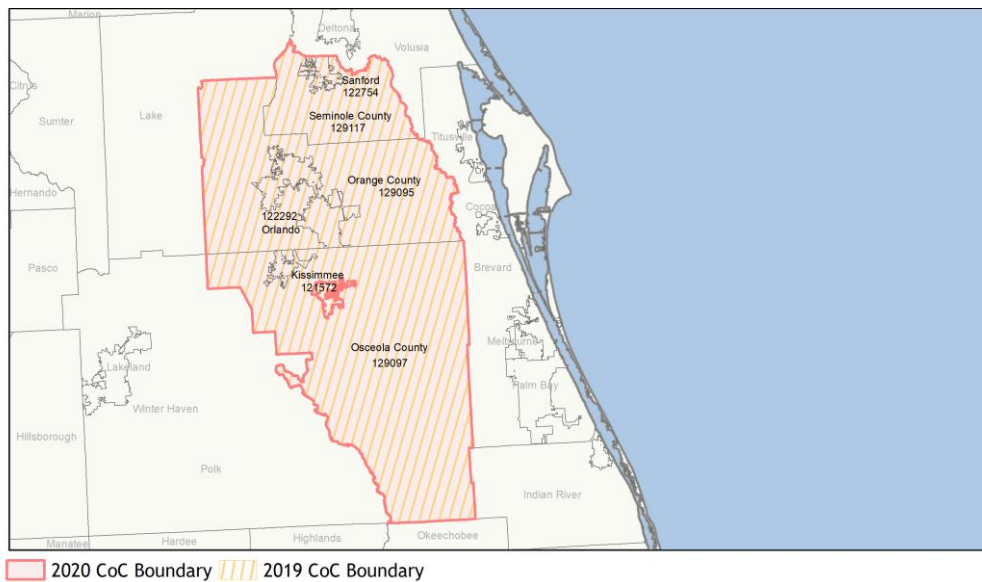 Marion
Deltona
Volusia
Citrus
Sanford
122754
Sumter
Lake
Seminole County
129117
Titusville
Orange County
129095
Hernando
Cocoa
122292
Orlando
Pasco
Brevard
Kissimmee
121572
Melbourne
Osceola County
129097
Lakeland
Palm Bay
Winter Haven
Hillsborough
Polk
Indian River
Manatee
Hardee
Highlands
Okeechobee
2020 CoC Boundary
2019 CoC Boundary